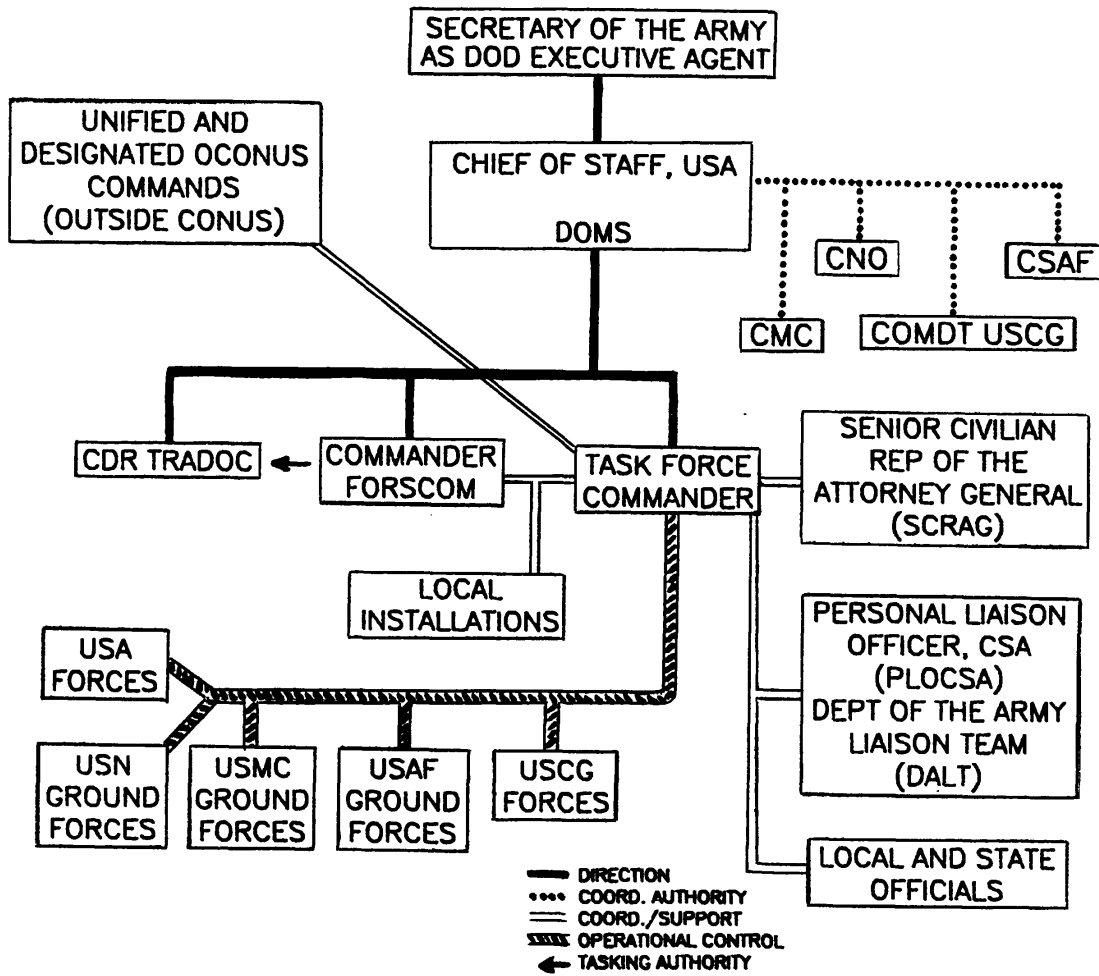 SECRETARY OF THE ARMY
AS DOD EXECUTIVE AGENT
UNIFIED AND
DESIGNATED OCONUS
COMMANDS
(OUTSIDE CONUS)
CHIEF OF STAFF, USA
DOMS
CNO
CSAF
CMC
COMDT USCG
CDR TRADOC
COMMANDER
FORSCOM
TASK FORCE
COMMANDER
SENIOR CIVILIAN
REP OF THE
ATTORNEY GENERAL
(SCRAG)
LOCAL
INSTALLATIONS
PERSONAL LIAISON
OFFICER, CSA
(PLOCSA)
DEPT OF THE ARMY
LIAISON TEAM
(DALT)
USA
FORCES
USN
GROUND
FORCES
USMC
GROUND
FORCES
USAF
GROUND
FORCES
USCG
FORCES
LOCAL AND STATE
OFFICIALS
DIRECTION
COORD. AUTHORITY
COORD./SUPPORT
OPERATIONAL CONTROL
TASKING AUTHORITY